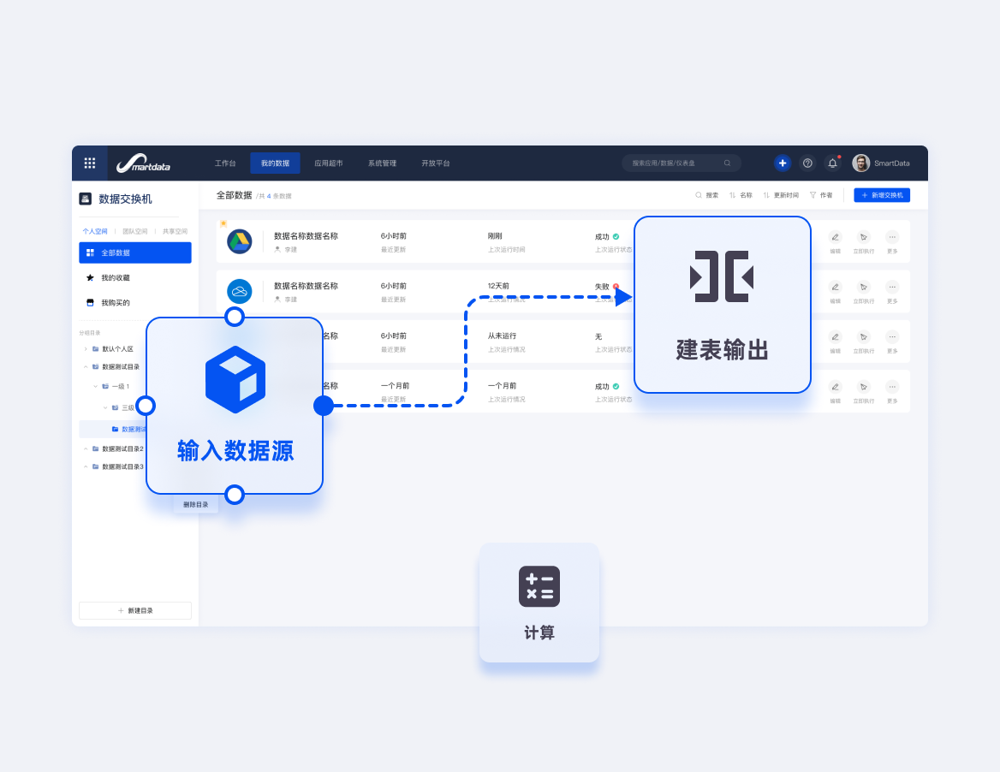 Smartdata
工作台
我的数据
应用超市
系统管理
开放平台
搜索应用/数据/仪表盘
SmartData
数据交换机
个人空间
团队空间
共享空间
全部数据
我的收藏
我购买的
分组目录
默认个人区
数据测试目录
一级 1
三级
数据测试
数据测试目录2
数据测试目录3
删除目录
新建目录
全部数据 /共 4 条数据
搜索
名称
更新时间
作者
新增交换机
数据名称数据名称
李建
6小时前
最近更新
刚刚
上次运行时间
成功
上次运行状态
编辑
立即执行
更多
数据名称数据名称
李建
6小时前
最近更新
12天前
上次运行情况
失败
上次运行状态
编辑
立即执行
更多
名称
6小时前
最近更新
从未运行
上次运行情况
无
上次运行状态
编辑
立即执行
更多
名称
一个月前
最近更新
一个月前
上次运行情况
成功
上次运行状态
编辑
立即执行
更多
输入数据源
建表输出
计算